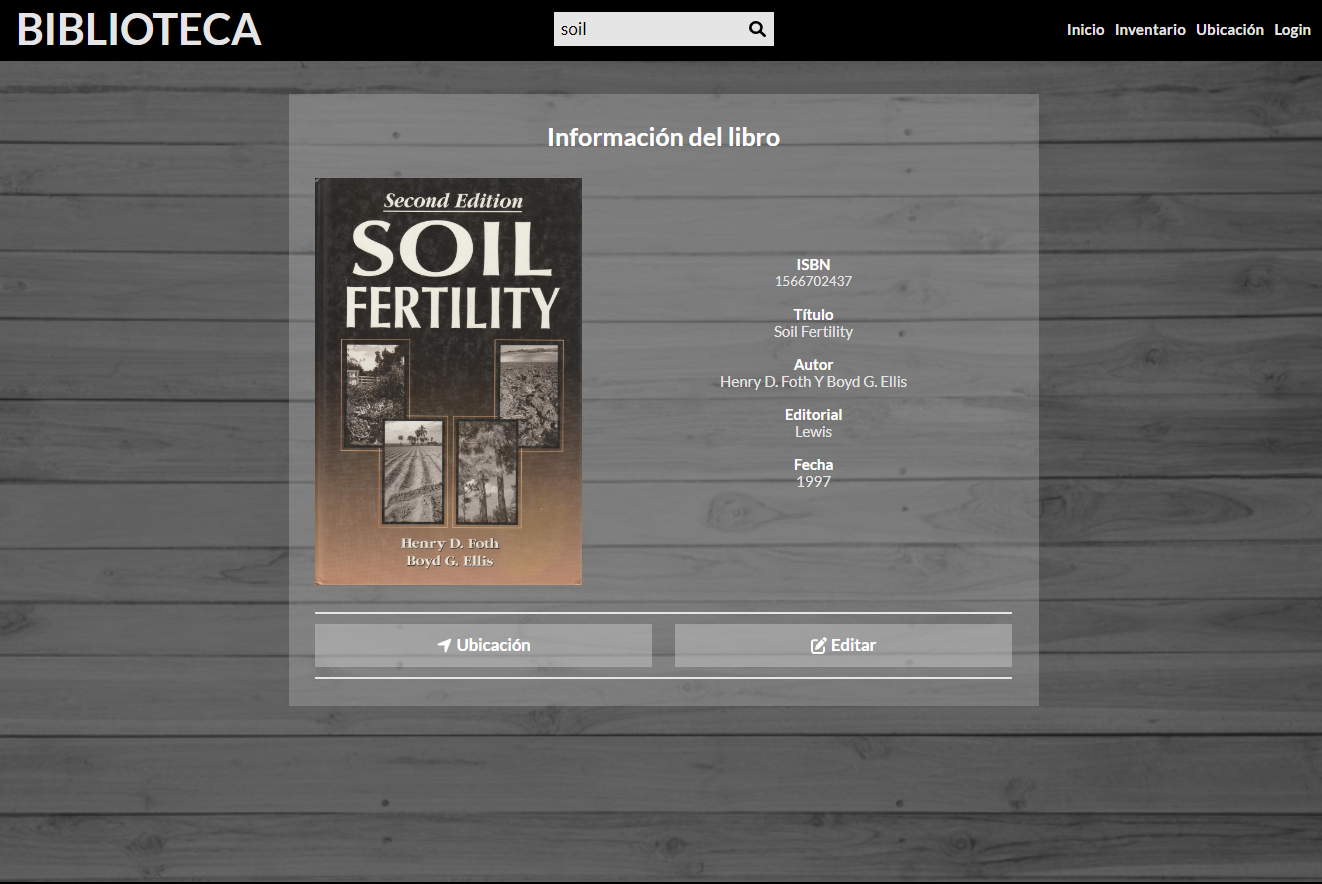 BIBLIOTECA
soil
Inicio Inventario Ubicación Login
Información del libro
Second Edition
SOIL
FERTILITY
Henry D. Foth
Boyd G. Ellis
ISBN
1566702437
Título
Soil Fertility
Autor
Henry D. Foth Y Boyd G. Ellis
Editorial
Lewis
Fecha
1997
Ubicación
Editar